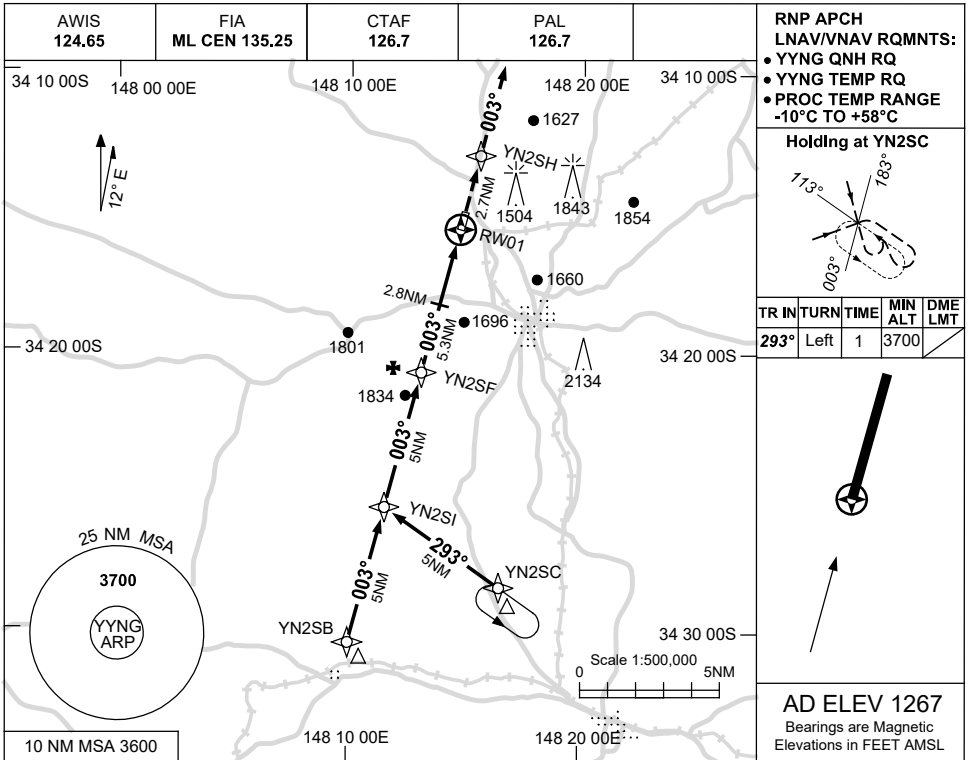 AWIS
124.65
FIA
ML CEN 135.25
CTAF
126.7
PAL
126.7
RNP APCH
LNAV/VNAV RQMNTS:
• YYNG QNH RQ
• YYNG TEMP RQ
• PROC TEMP RANGE
-10°C TO +58°C
34 10 00S
148 00 00E
148 10 00E
148 20 00E
34 10 00S
12° E
003°
1627
YN2SH
2.7NM
1504
1843
1854
RW01
1660
2.8NM
003°
5.3NM
1696
1801
34 20 00S
34 20 00S
2134
YN2SF
1834
003°
5NM
YN2SI
293°
5NM
YN2SC
003°
5NM
YN2SB
25 NM MSA
3700
YYNG
ARP
34 30 00S
Scale 1:500,000
0
5NM
148 10 00E
148 20 00E
10 NM MSA 3600
Holding at YN2SC
113°
183°
003°
TR IN TURN TIME MIN ALT DME LMT
293° Left 1 3700
AD ELEV 1267
Bearings are Magnetic
Elevations in FEET AMSL